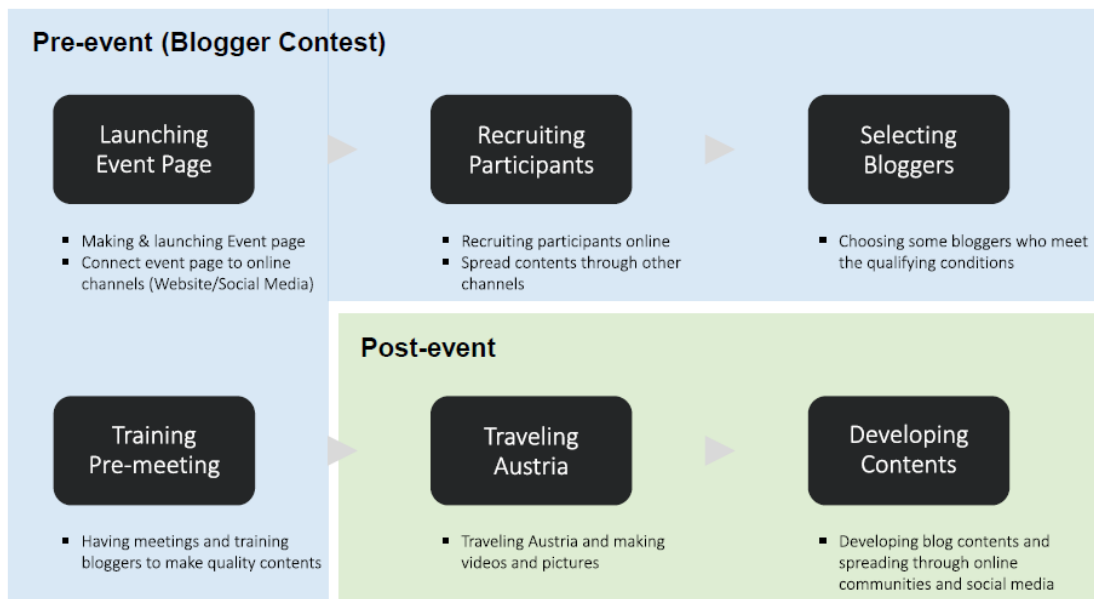 Pre-event (Blogger Contest)
Launching
Event Page
Recruiting
Participants
Selecting
Bloggers
▪ Making & launching Event page
▪ Connect event page to online
channels (Website/Social Media)
▪ Recruiting participants online
▪ Spread contents through other
channels
▪ Choosing some bloggers who meet
the qualifying conditions
Post-event
Training
Pre-meeting
Traveling
Austria
Developing
Contents
▪ Having meetings and training
bloggers to make quality contents
▪ Traveling Austria and making
videos and pictures
▪ Developing blog contents and
spreading through online
communities and social media